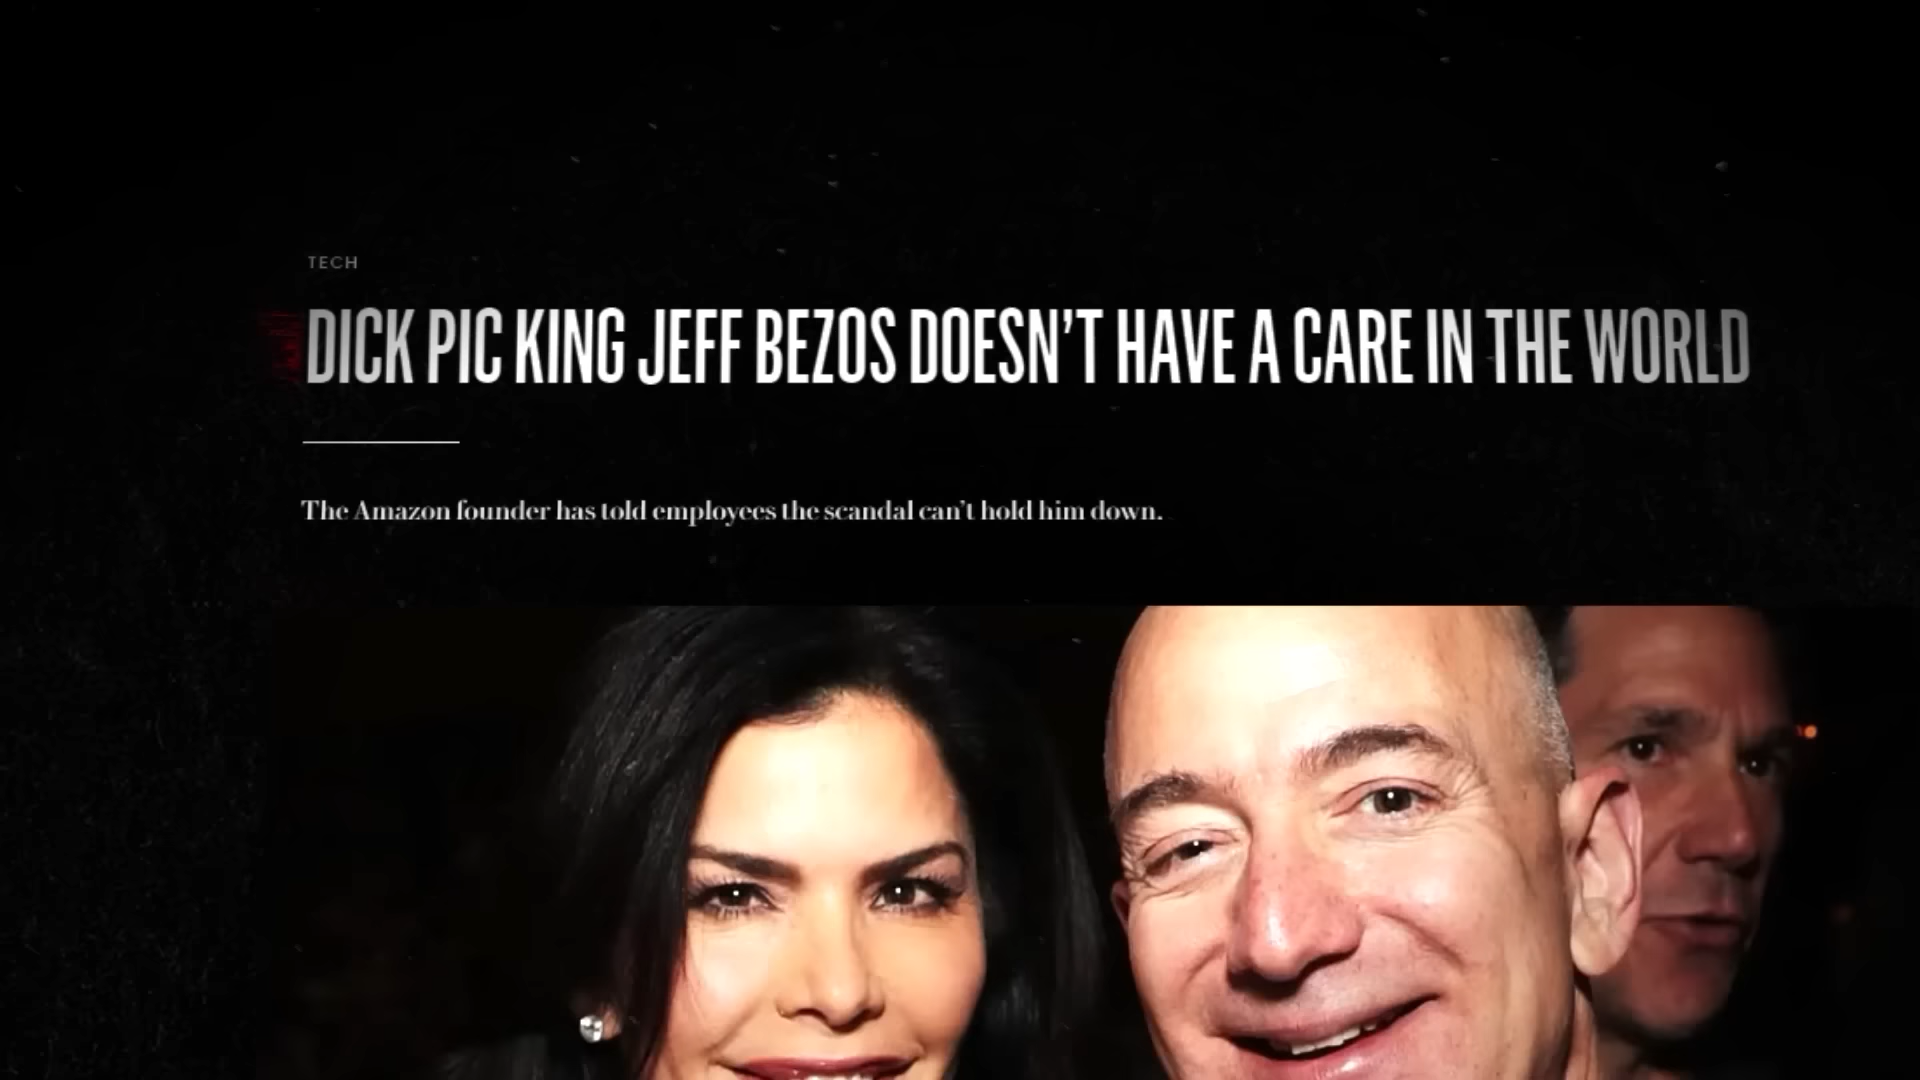 TECH
DICK PIC KING JEFF BEZOS DOESN’T HAVE A CARE IN THE WORLD
The Amazon founder has told employees the scandal can’t hold him down.